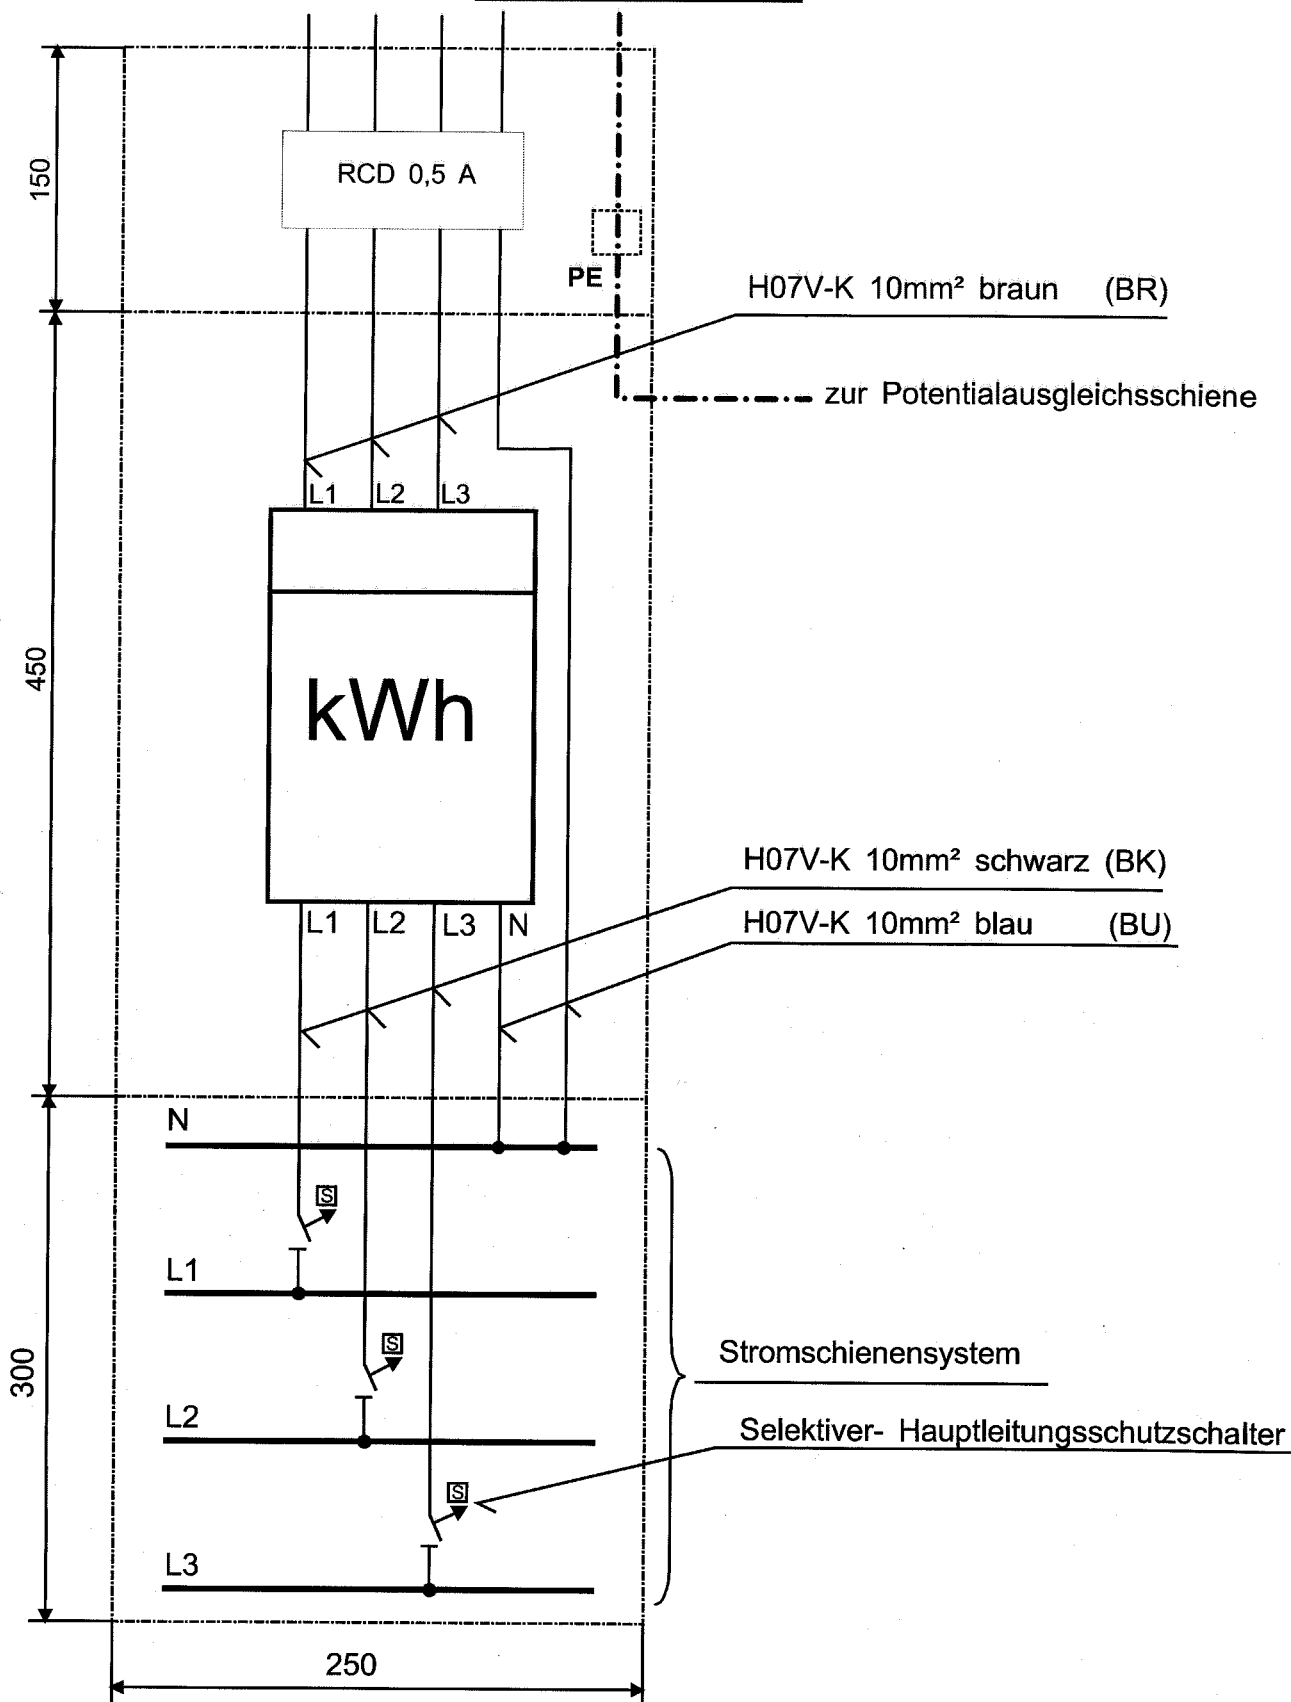 RCD 0,5 A
150
PE
H07V-K 10mm² braun (BR)
zur Potentialausgleichsschiene
L1 L2 L3
450
kWh
H07V-K 10mm² schwarz (BK)
L1 L2 L3 N
H07V-K 10mm² blau (BU)
N
S
L1
S
300
Stromschienensystem
L2
Selektiver- Hauptleitungsschutzschalter
S
L3
250